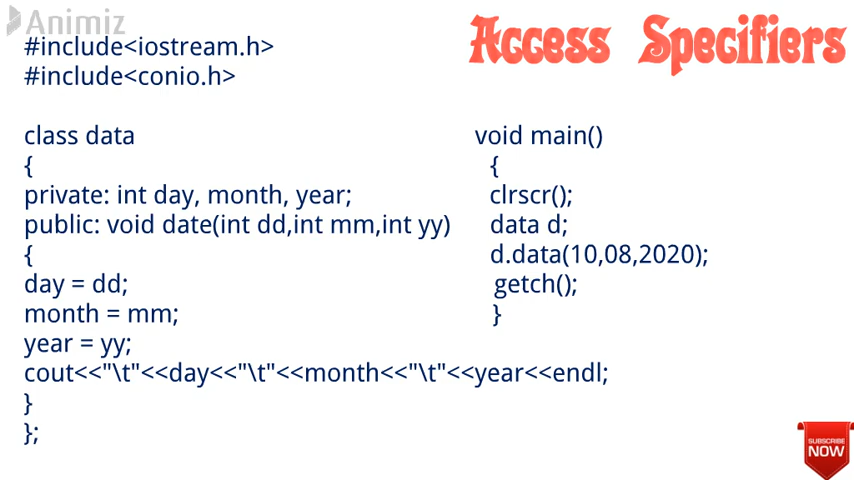 Animiz
Access Specifiers
#include<iostream.h>
#include<conio.h>
class data
{
private: int day, month, year;
public: void date(int dd,int mm,int yy)
{
day = dd;
month = mm;
year = yy;
cout<<"\t"<<day<<"\t"<<month<<"\t"<<year<<endl;
}
};
void main()
{
clrscr();
data d;
d.data(10,08,2020);
getch();
}
SUBSCRIBE
NOW